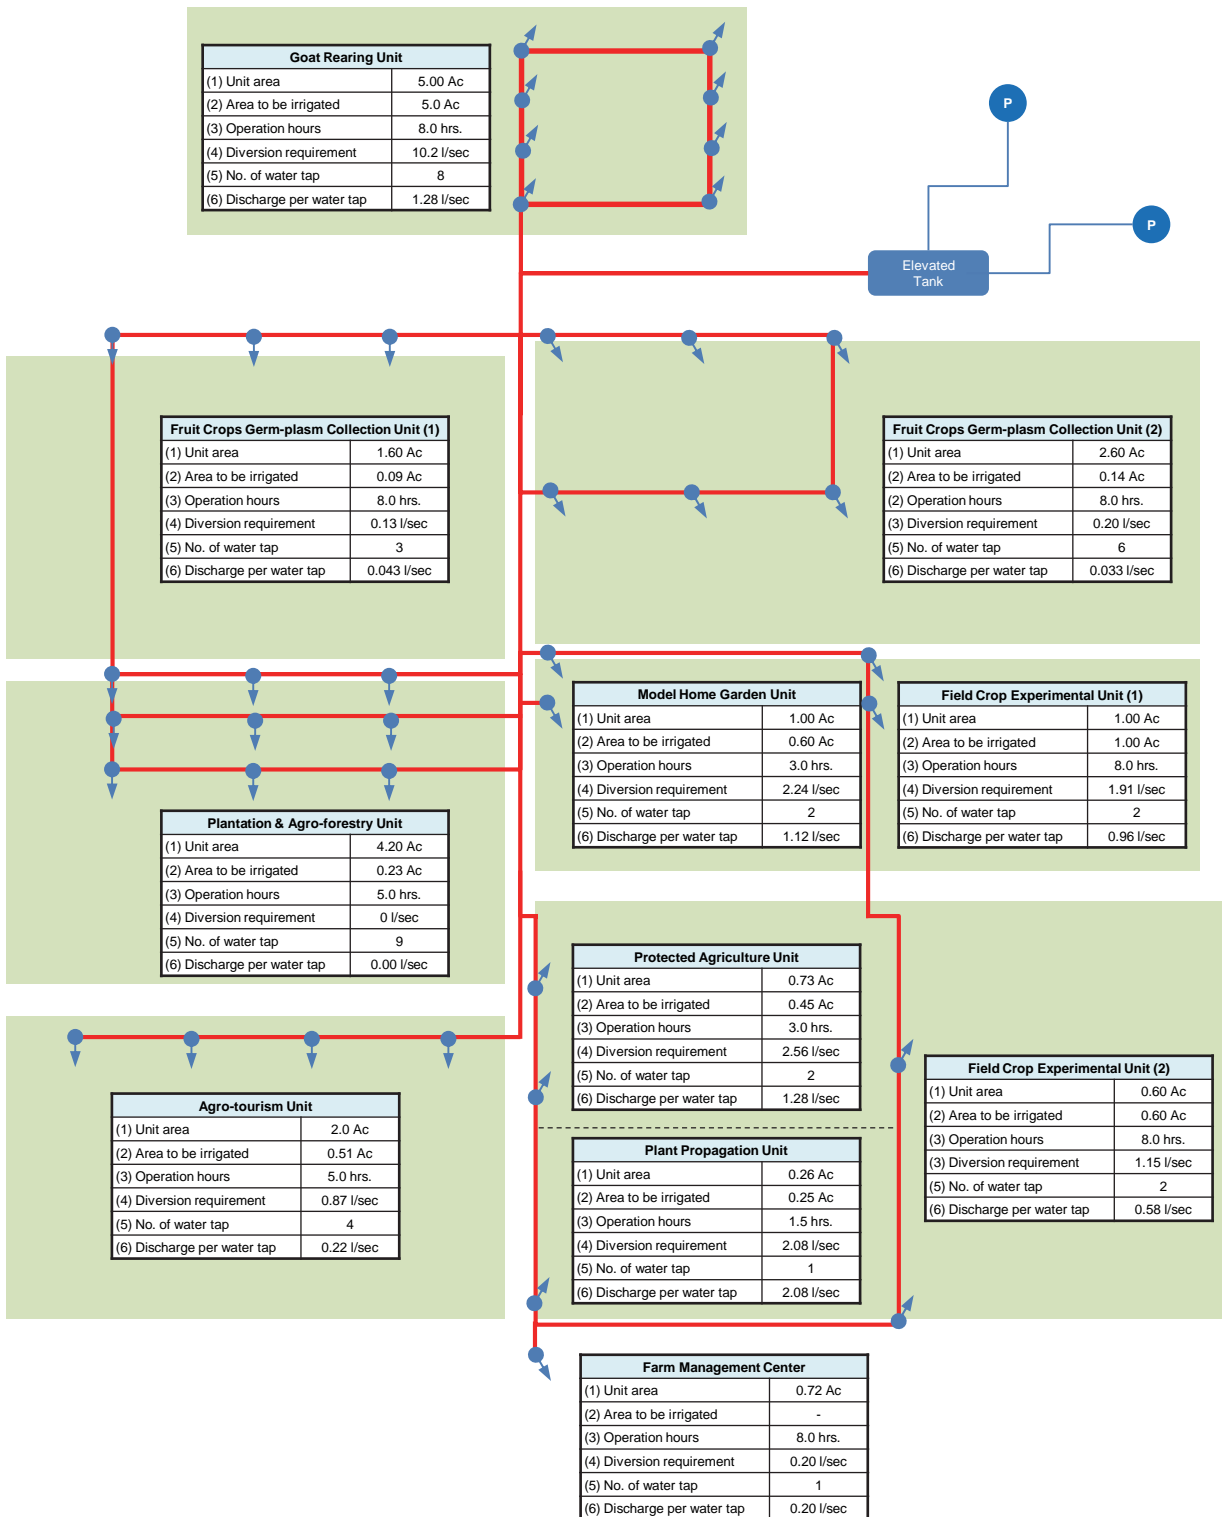 Goat Rearing Unit
(1) Unit area 5.00 Ac
(2) Area to be irrigated 5.0 Ac
(3) Operation hours 8.0 hrs.
(4) Diversion requirement 10.2 l/sec
(5) No. of water tap 8
(6) Discharge per water tap 1.28 l/sec
P
P
Elevated
Tank
Fruit Crops Germ-plasm Collection Unit (1)
(1) Unit area 1.60 Ac
(2) Area to be irrigated 0.09 Ac
(3) Operation hours 8.0 hrs.
(4) Diversion requirement 0.13 l/sec
(5) No. of water tap 3
(6) Discharge per water tap 0.043 l/sec
Fruit Crops Germ-plasm Collection Unit (2)
(1) Unit area 2.60 Ac
(2) Area to be irrigated 0.14 Ac
(2) Operation hours 8.0 hrs.
(3) Diversion requirement 0.20 l/sec
(5) No. of water tap 6
(6) Discharge per water tap 0.033 l/sec
Model Home Garden Unit
(1) Unit area 1.00 Ac
(2) Area to be irrigated 0.60 Ac
(3) Operation hours 3.0 hrs.
(4) Diversion requirement 2.24 l/sec
(5) No. of water tap 2
(6) Discharge per water tap 1.12 l/sec
Field Crop Experimental Unit (1)
(1) Unit area 1.00 Ac
(2) Area to be irrigated 1.00 Ac
(3) Operation hours 8.0 hrs.
(4) Diversion requirement 1.91 l/sec
(5) No. of water tap 2
(6) Discharge per water tap 0.96 l/sec
Plantation & Agro-forestry Unit
(1) Unit area 4.20 Ac
(2) Area to be irrigated 0.23 Ac
(3) Operation hours 5.0 hrs.
(4) Diversion requirement 0 l/sec
(5) No. of water tap 9
(6) Discharge per water tap 0.00 l/sec
Protected Agriculture Unit
(1) Unit area 0.73 Ac
(2) Area to be irrigated 0.45 Ac
(3) Operation hours 3.0 hrs.
(4) Diversion requirement 2.56 l/sec
(5) No. of water tap 2
(6) Discharge per water tap 1.28 l/sec
Field Crop Experimental Unit (2)
(1) Unit area 0.60 Ac
(2) Area to be irrigated 0.60 Ac
(3) Operation hours 8.0 hrs.
(3) Diversion requirement 1.15 l/sec
(5) No. of water tap 2
(6) Discharge per water tap 0.58 l/sec
Agro-tourism Unit
(1) Unit area 2.0 Ac
(2) Area to be irrigated 0.51 Ac
(3) Operation hours 5.0 hrs.
(4) Diversion requirement 0.87 l/sec
(5) No. of water tap 4
(6) Discharge per water tap 0.22 l/sec
Plant Propagation Unit
(1) Unit area 0.26 Ac
(2) Area to be irrigated 0.25 Ac
(3) Operation hours 1.5 hrs.
(4) Diversion requirement 2.08 l/sec
(5) No. of water tap 1
(6) Discharge per water tap 2.08 l/sec
Farm Management Center
(1) Unit area 0.72 Ac
(2) Area to be irrigated -
(3) Operation hours 8.0 hrs.
(4) Diversion requirement 0.20 l/sec
(5) No. of water tap 1
(6) Discharge per water tap 0.20 l/sec